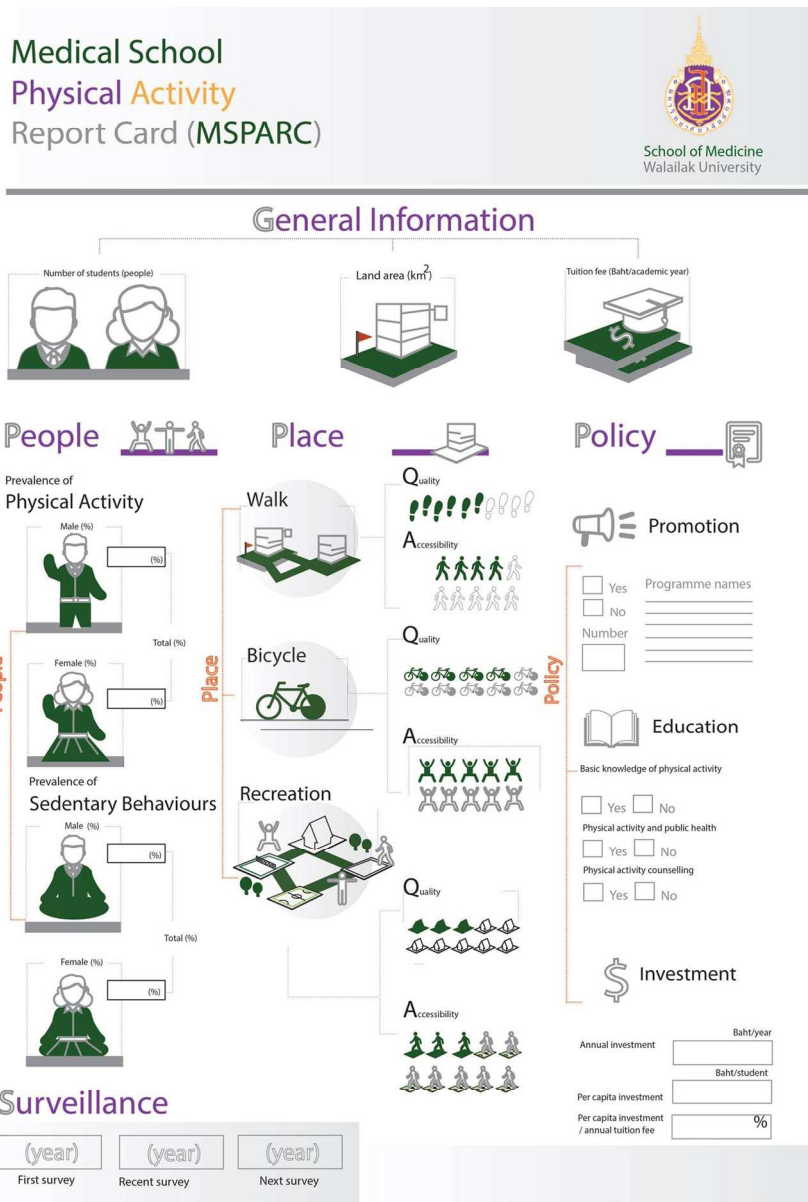 Medical School
Physical Activity
Report Card (MSPARC)
School of Medicine
Walailak University
General Information
Number of students (people)
Land area (km2)
Tuition fee (Baht/academic year)
People
Prevalence of
Physical Activity
Male (%)
(%)
Total (%)
Female (%)
(%)
People
Prevalence of
Sedentary Behaviours
Male (%)
(%)
Total (%)
Female (%)
(%)
Place
Place
Walk
Quality
Accessibility
Bicycle
Quality
Accessibility
Recreation
Quality
Accessibility
Policy
Policy
Promotion
Yes
No
Number
Programme names
Education
Basic knowledge of physical activity
Yes No
Physical activity and public health
Yes No
Physical activity counselling
Yes No
$ Investment
Baht/year
Annual investment
Baht/student
Per capita investment
Per capita investment
/ annual tuition fee
%
Surveillance
(year)
First survey
(year)
Recent survey
(year)
Next survey